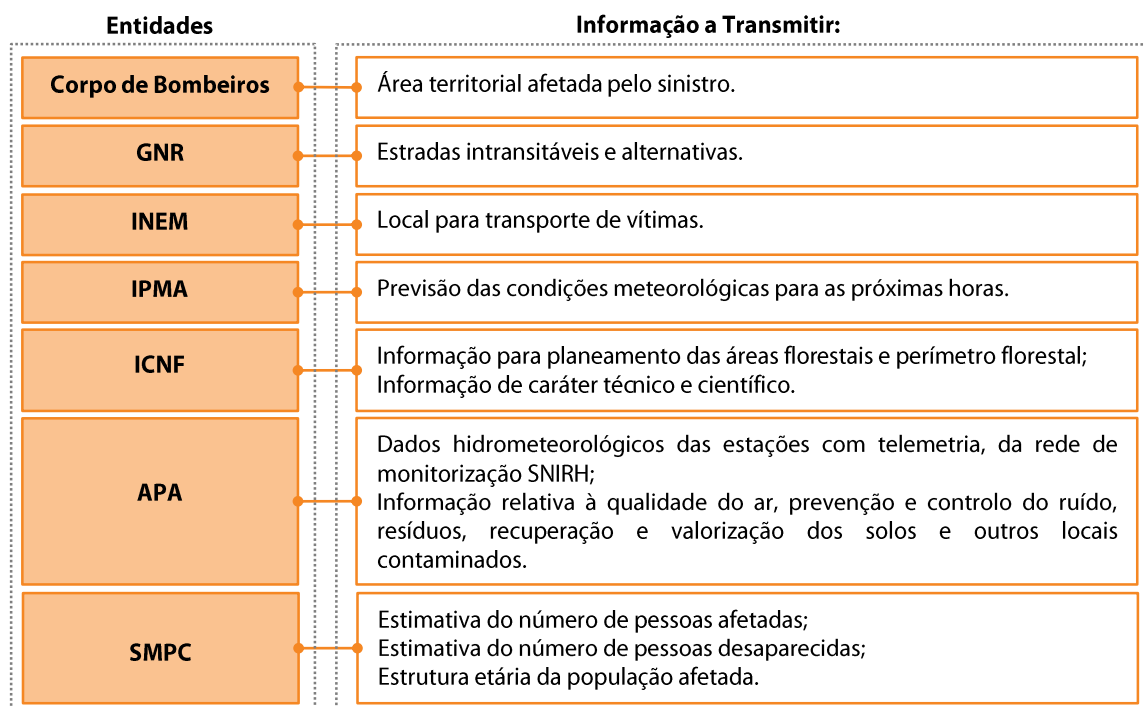 Entidades
Informação a Transmitir:
Corpo de Bombeiros
Área territorial afetada pelo sinistro.
GNR
Estradas intransitáveis e alternativas.
INEM
Local para transporte de vítimas.
IPMA
Previsão das condições meteorológicas para as próximas horas.
ICNF
Informação para planeamento das áreas florestais e perímetro florestal;
Informação de caráter técnico e científico.
APA
Dados hidrometeorológicos das estações com telemetria, da rede de
monitorização SNIRH;
Informação relativa à qualidade do ar, prevenção e controlo do ruído,
resíduos, recuperação e valorização dos solos e outros locais
contaminados.
SMPC
Estimativa do número de pessoas afetadas;
Estimativa do número de pessoas desaparecidas;
Estrutura etária da população afetada.